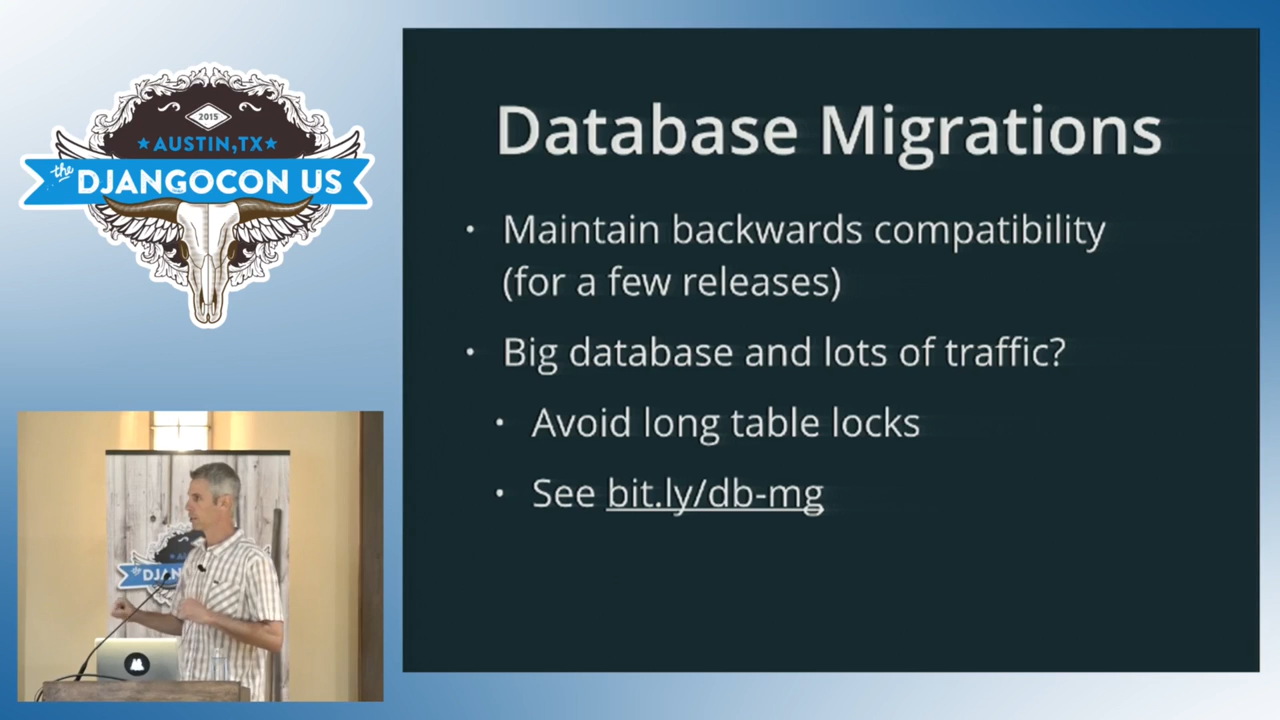 2015
AUSTIN, TX
the
DJANGOCON US
Database Migrations
• Maintain backwards compatibility
(for a few releases)
• Big database and lots of traffic?
• Avoid long table locks
• See bit.ly/db-mg